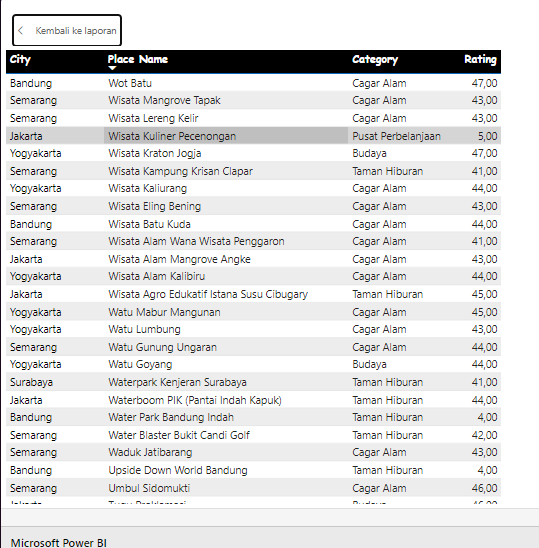 Kembali ke laporan
City Place Name Category Rating
Bandung Wot Batu Cagar Alam 47,00
Semarang Wisata Mangrove Tapak Cagar Alam 43,00
Semarang Wisata Lereng Kelir Cagar Alam 43,00
Jakarta Wisata Kuliner Pecenongan Pusat Perbelanjaan 5,00
Yogyakarta Wisata Kraton Jogja Budaya 47,00
Semarang Wisata Kampung Krisan Clapar Taman Hiburan 41,00
Yogyakarta Wisata Kaliurang Cagar Alam 44,00
Semarang Wisata Eling Bening Cagar Alam 43,00
Bandung Wisata Batu Kuda Cagar Alam 44,00
Semarang Wisata Alam Wana Wisata Penggaron Cagar Alam 41,00
Jakarta Wisata Alam Mangrove Angke Cagar Alam 43,00
Yogyakarta Wisata Alam Kalibiru Cagar Alam 44,00
Jakarta Wisata Agro Edukatif Istana Susu Cibugary Taman Hiburan 45,00
Yogyakarta Watu Mabur Mangunan Cagar Alam 45,00
Yogyakarta Watu Lumbung Cagar Alam 43,00
Semarang Watu Gunung Ungaran Cagar Alam 44,00
Yogyakarta Watu Goyang Budaya 44,00
Surabaya Waterpark Kenjeran Surabaya Taman Hiburan 41,00
Jakarta Waterboom PIK (Pantai Indah Kapuk) Taman Hiburan 44,00
Bandung Water Park Bandung Indah Taman Hiburan 4,00
Semarang Water Blaster Bukit Candi Golf Taman Hiburan 42,00
Semarang Waduk Jatibarang Cagar Alam 43,00
Bandung Upside Down World Bandung Taman Hiburan 4,00
Semarang Umbul Sidomukti Cagar Alam 46,00
Microsoft Power BI